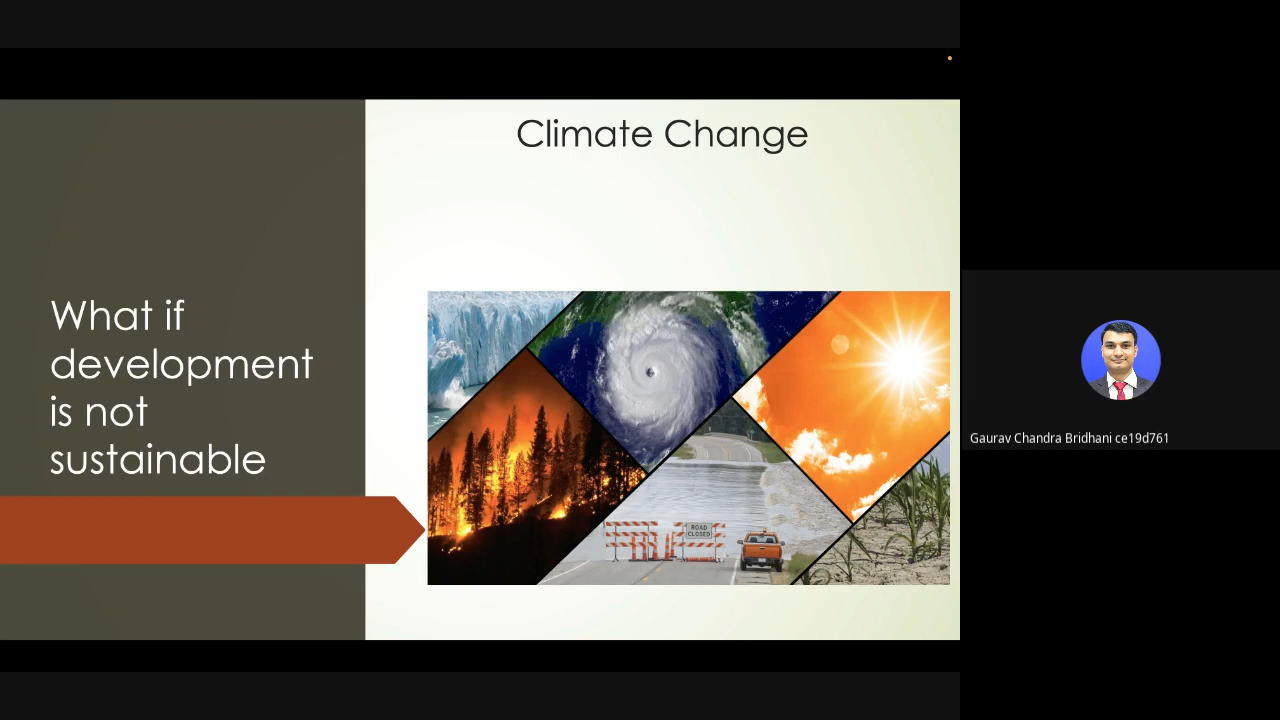 Climate Change
What if
development
is not
sustainable
ROAD
CLOSED
Gaurav Chandra Bridhani ce19d761